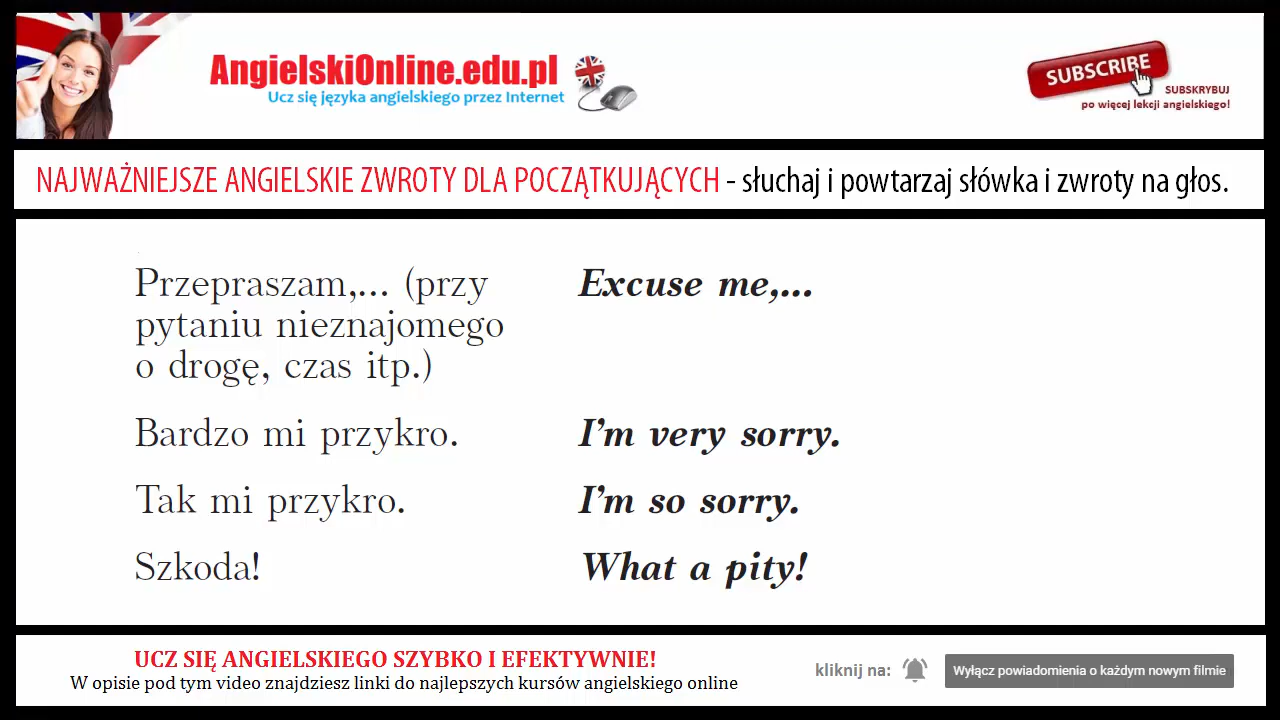 AngielskiOnline.edu.pl
Ucz się języka angielskiego przez Internet
SUBSCRIBE
SUBSKRYBUJ
po więcej lekcji angielskiego!
NAJWAŻNIEJSZE ANGIELSKIE ZWROTY DLA POCZĄTKUJĄCYCH - słuchaj i powtarzaj słówka i zwroty na głos.
Przepraszam,... (przy Excuse me,...
pytaniu nieznajomego
o drogę, czas itp.)
Bardzo mi przykro. I'm very sorry.
Tak mi przykro. I'm so sorry.
Szkoda! What a pity!
UCZ SIĘ ANGIELSKIEGO SZYBKO I EFEKTYWNIE!
W opisie pod tym video znajdziesz linki do najlepszych kursów angielskiego online
kliknij na: Wyłącz powiadomienia o każdym nowym filmie